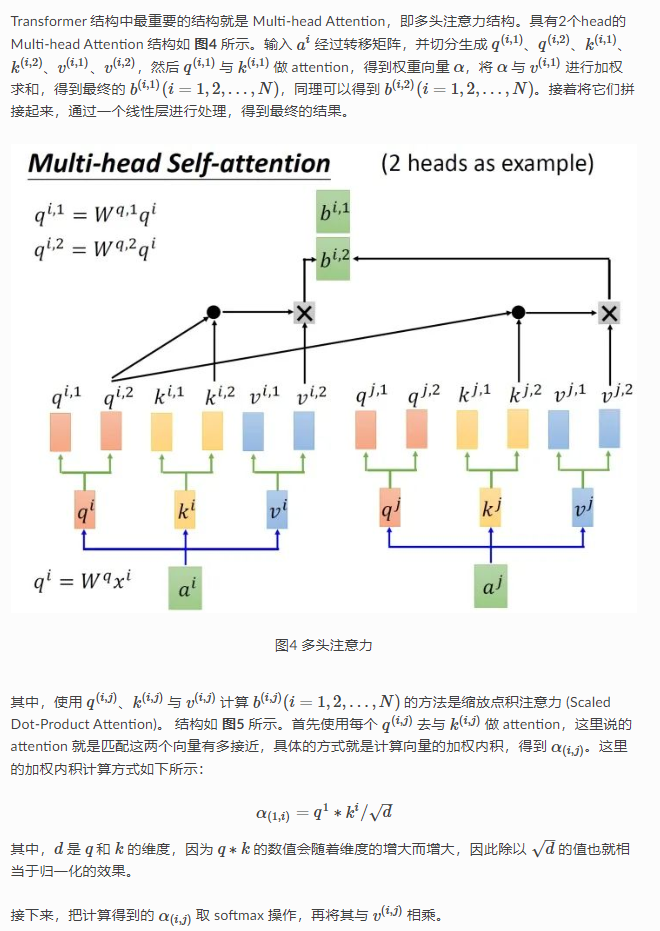 Transformer 结构中最重要的结构就是 Multi-head Attention，即多头注意力结构。具有2个head的
Multi-head Attention 结构如 图4 所示。输入 a^i 经过转移矩阵，并切分生成 q^(i,1)、q^(i,2)、k^(i,1)、
k^(i,2)、v^(i,1)、v^(i,2)，然后 q^(i,1) 与 k^(i,1) 做 attention，得到权重向量 α，将 α 与 v^(i,1) 进行加权
求和，得到最终的 b^(i,1)(i = 1, 2, ..., N)，同理可以得到 b^(i,2)(i = 1, 2, ..., N)。接着将它们拼
接起来，通过一个线性层进行处理，得到最终的结果。
Multi-head Self-attention (2 heads as example)
q^i,1 = W^q,1 q^i
q^i,2 = W^q,2 q^i
b^i,1
b^i,2
q^i,1 q^i,2 k^i,1 k^i,2 v^i,1 v^i,2 q^j,1 q^j,2 k^j,1 k^j,2 v^j,1 v^j,2
q^i k^i v^i q^j k^j v^j
q^i = W^q x^i a^i a^j
图4 多头注意力
其中，使用 q^(i,j)、k^(i,j) 与 v^(i,j) 计算 b^(i,j)(i = 1, 2, ..., N) 的方法是缩放点积注意力 (Scaled
Dot-Product Attention)。 结构如 图5 所示。首先使用每个 q^(i,j) 去与 k^(i,j) 做 attention，这里说的
attention 就是匹配这两个向量有多接近，具体的方式就是计算向量的加权内积，得到 α_(i,j)。这里
的加权内积计算方式如下所示：
α_(1,i) = q^1 * k^i/√d
其中，d 是 q 和 k 的维度，因为 q * k 的数值会随着维度的增大而增大，因此除以 √d 的值也就相
当于归一化的效果。
接下来，把计算得到的 α_(i,j) 取 softmax 操作，再将其与 v^(i,j) 相乘。